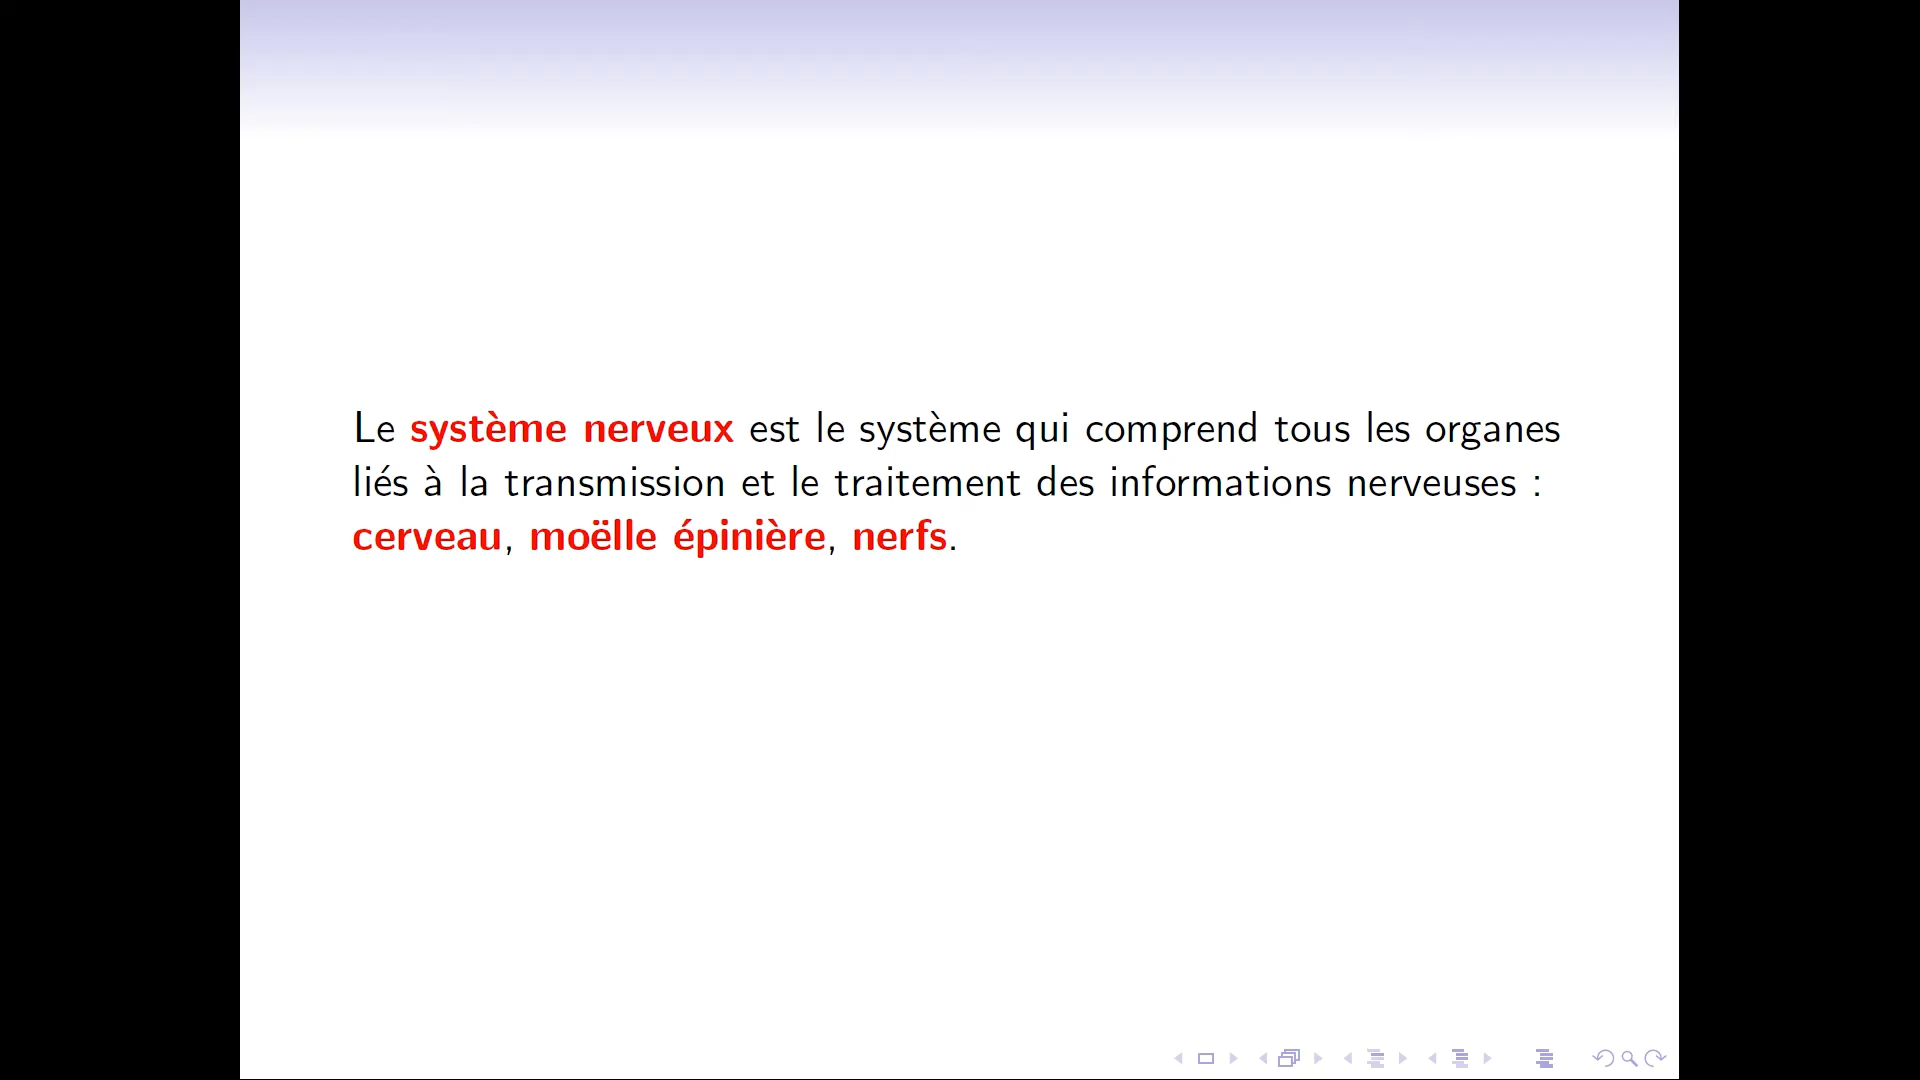 Le système nerveux est le système qui comprend tous les organes
liés à la transmission et le traitement des informations nerveuses :
cerveau, moëlle épinière, nerfs.